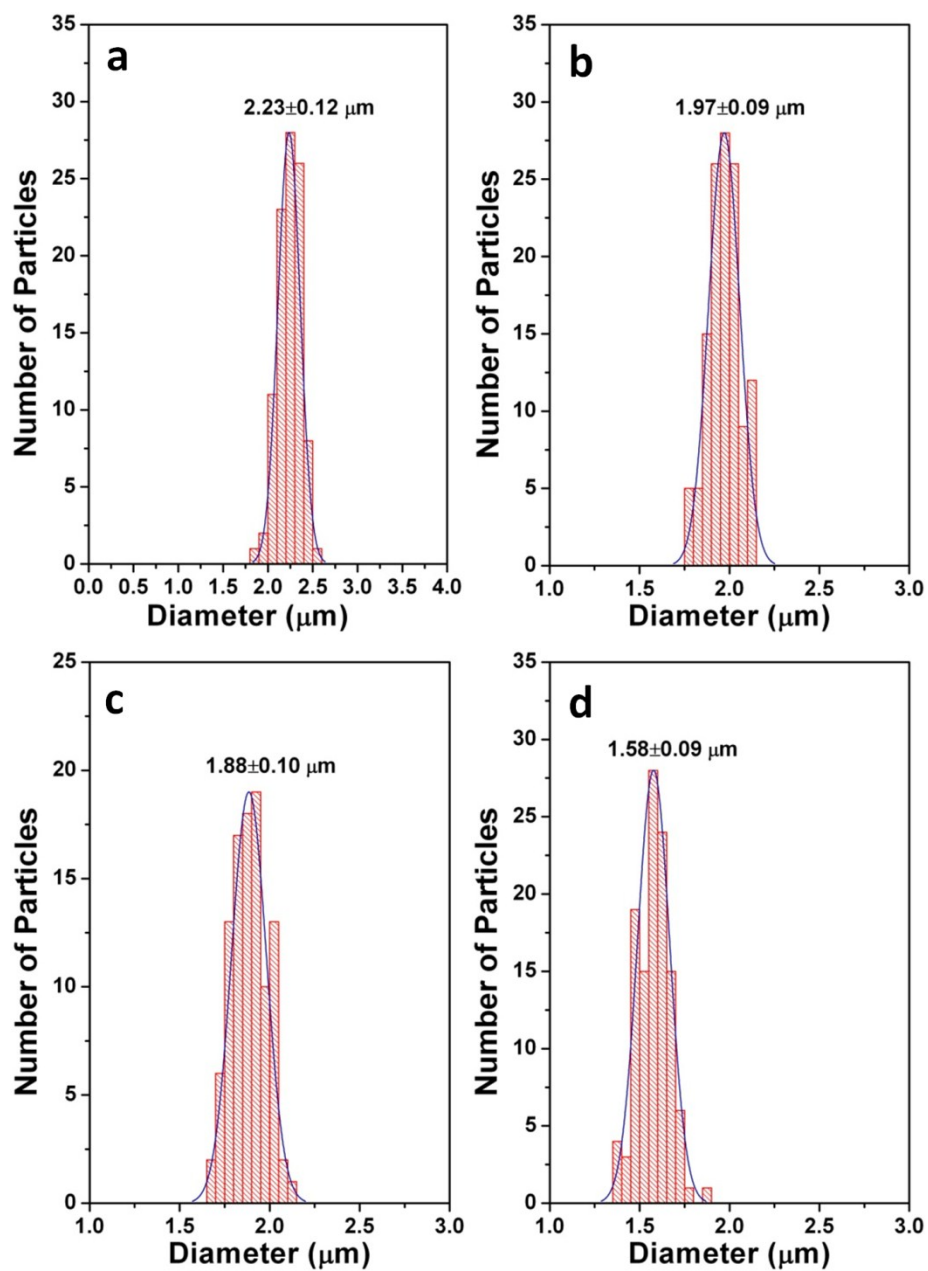 a
2.23±0.12 μm
Number of Particles
35
30
25
20
15
10
5
0
0.0 0.5 1.0 1.5 2.0 2.5 3.0 3.5 4.0
Diameter (μm)
b
1.97±0.09 μm
Number of Particles
35
30
25
20
15
10
5
0
1.0 1.5 2.0 2.5 3.0
Diameter (μm)
c
1.88±0.10 μm
Number of Particles
25
20
15
10
5
0
1.0 1.5 2.0 2.5 3.0
Diameter (μm)
d
1.58±0.09 μm
Number of Particles
35
30
25
20
15
10
5
0
1.0 1.5 2.0 2.5 3.0
Diameter (μm)